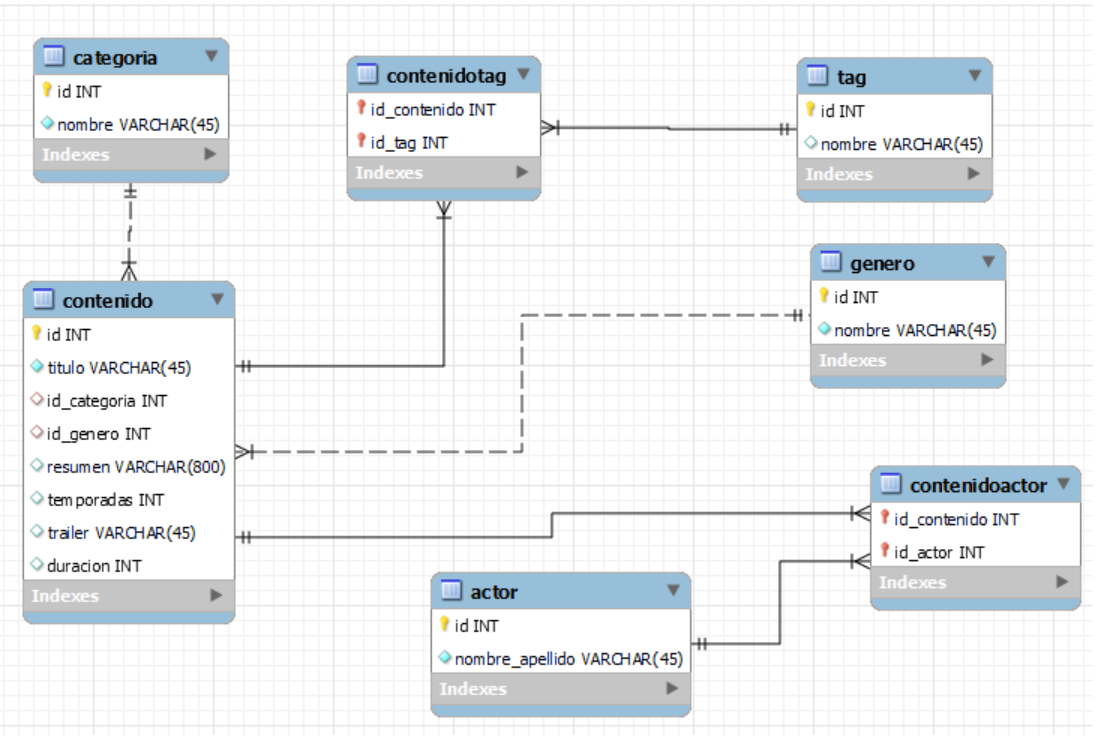 categoria
id INT
nombre VARCHAR(45)
Indexes
contenidotag
id_contenido INT
id_tag INT
Indexes
tag
id INT
nombre VARCHAR(45)
Indexes
genero
id INT
nombre VARCHAR(45)
Indexes
contenido
id INT
titulo VARCHAR(45)
id_categoria INT
id_genero INT
resumen VARCHAR(800)
temporadas INT
trailer VARCHAR(45)
duracion INT
Indexes
contenidoactor
id_contenido INT
id_actor INT
Indexes
actor
id INT
nombre_apellido VARCHAR(45)
Indexes